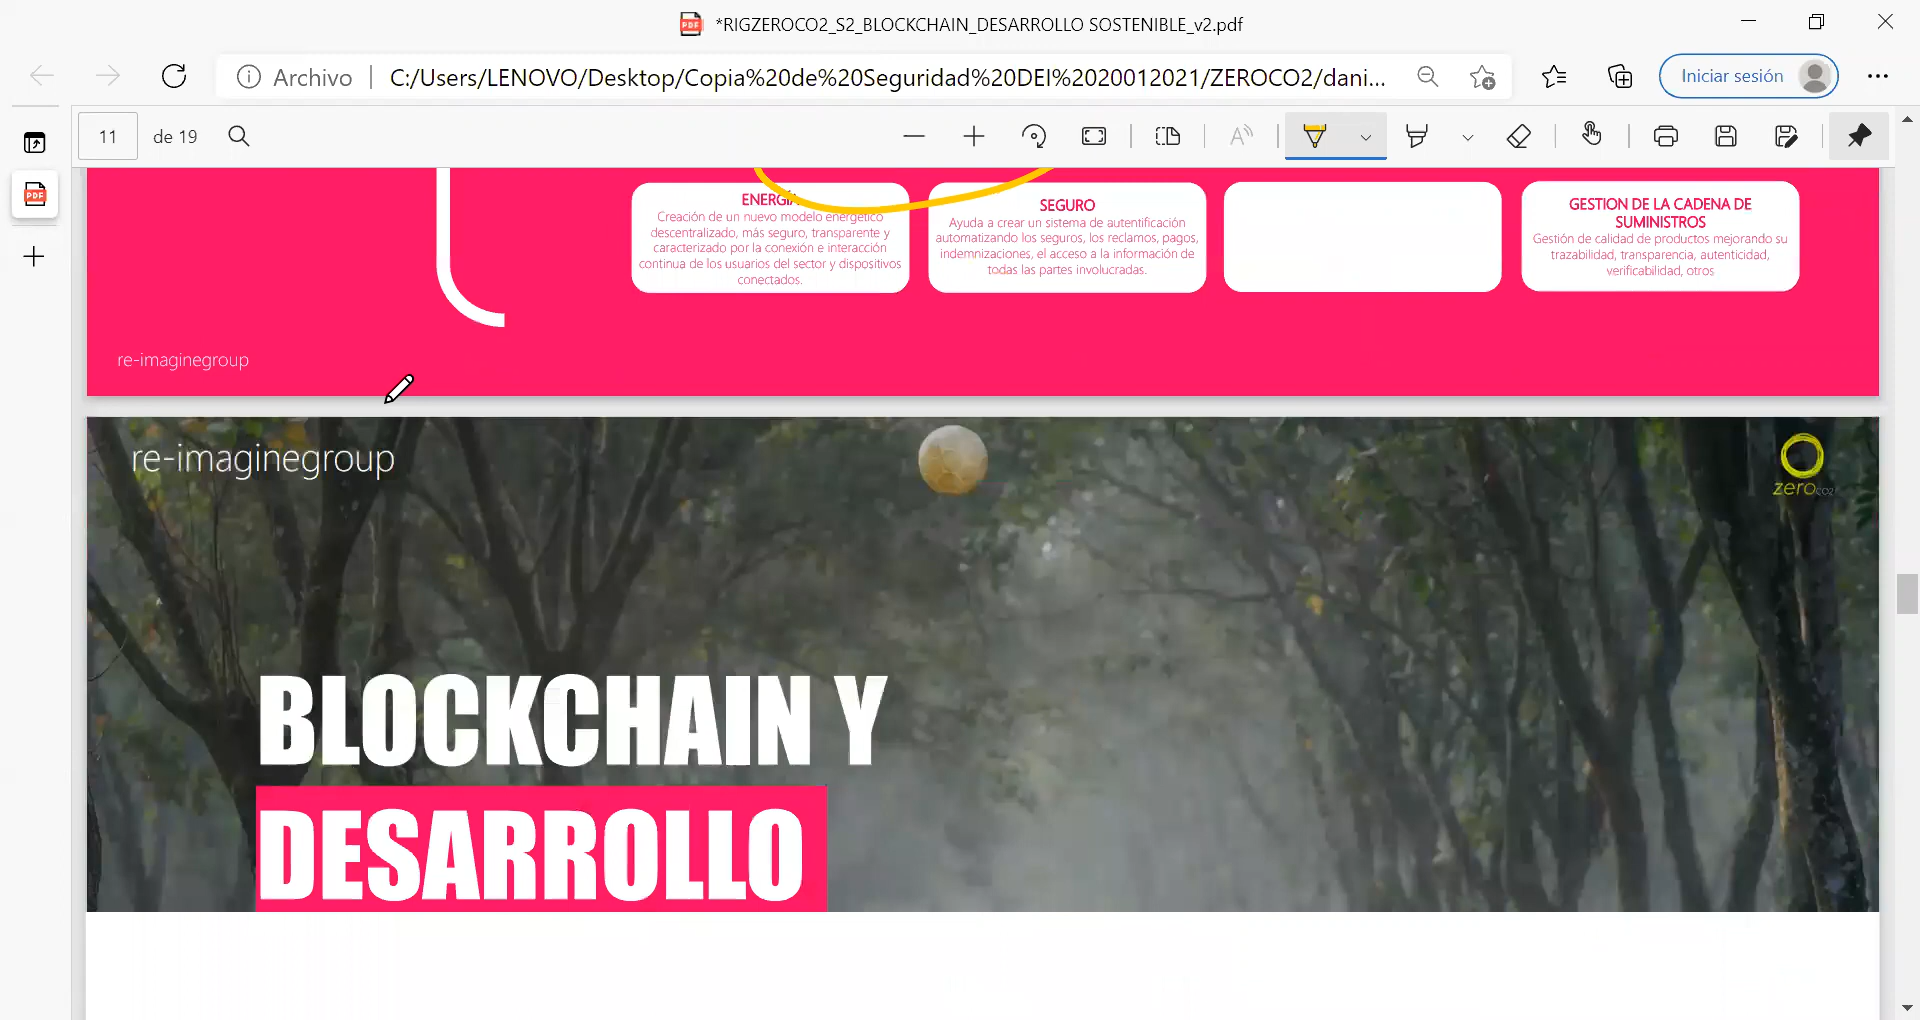 *RIGZEROCO2_S2_BLOCKCHAIN_DESARROLLO SOSTENIBLE_v2.pdf
Archivo
C:/Users/LENOVO/Desktop/Copia%20de%20Seguridad%20DEI%2020012021/ZEROCO2/dani...
Iniciar sesión
11 de 19
ENERGÍA
Creación de un nuevo modelo energético
descentralizado, más seguro, transparente y
caracterizado por la conexión e interacción
continua de los usuarios del sector y dispositivos
conectados.
SEGURO
Ayuda a crear un sistema de autentificación
automatizando los seguros, los reclamos, pagos,
indemnizaciones, el acceso a la información de
todas las partes involucradas.
GESTION DE LA CADENA DE
SUMINISTROS
Gestión de calidad de productos mejorando su
trazabilidad, transparencia, autenticidad,
verificabilidad, otros
re-imaginegroup
re-imaginegroup
zeroCO2
BLOCKCHAIN Y
DESARROLLO